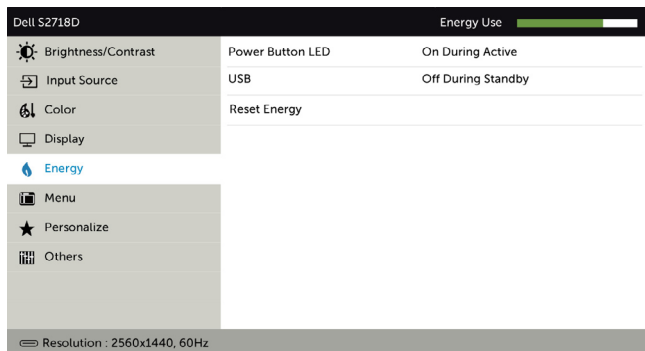 Dell S2718D
Energy Use
Brightness/Contrast
Power Button LED
On During Active
Input Source
USB
Off During Standby
Color
Reset Energy
Display
Energy
Menu
Personalize
Others
Resolution : 2560x1440, 60Hz